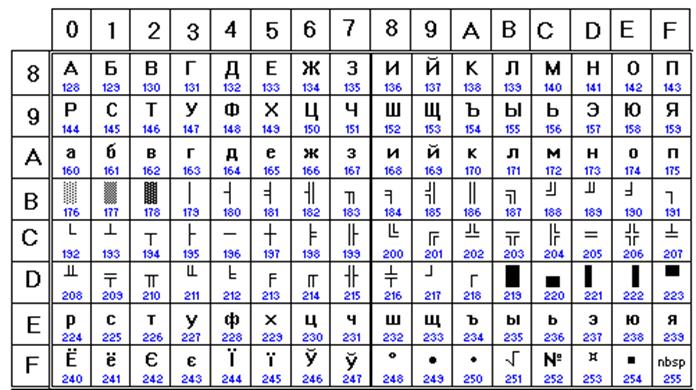 0 1 2 3 4 5 6 7 8 9 A B C D E F
8 А Б В Г Д Е Ж З И Й К Л М Н О П
128 129 130 131 132 133 134 135 136 137 138 139 140 141 142 143
9 Р С Т У Ф Х Ц Ч Ш Щ Ъ Ы Ь Э Ю Я
144 145 146 147 148 149 150 151 152 153 154 155 156 157 158 159
A а б в г д е ж з и й к л м н о п
160 161 162 163 164 165 166 167 168 169 170 171 172 173 174 175
B ░ ▒ ▓ │ ┤ ╡ ╢ ╖ ╕ ╣ ║ ╗ ╝ ╜ ╛ ┐
176 177 178 179 180 181 182 183 184 185 186 187 188 189 190 191
C └ ┴ ┬ ├ ─ ┼ ╞ ╟ ╚ ╔ ╩ ╦ ╠ ═ ╬ ╧
192 193 194 195 196 197 198 199 200 201 202 203 204 205 206 207
D ╨ ╤ ╥ ╙ ╘ ╒ ╓ ╫ ╪ ┘ ┌ █ ▄ ▌ ▐ ▀
208 209 210 211 212 213 214 215 216 217 218 219 220 221 222 223
E р с т у ф х ц ч ш щ ъ ы ь э ю я
224 225 226 227 228 229 230 231 232 233 234 235 236 237 238 239
F Ё ё Є є Ї ї Ў ў ° • · √ № ¤ ■ nbsp
240 241 242 243 244 245 246 247 248 249 250 251 252 253 254 255